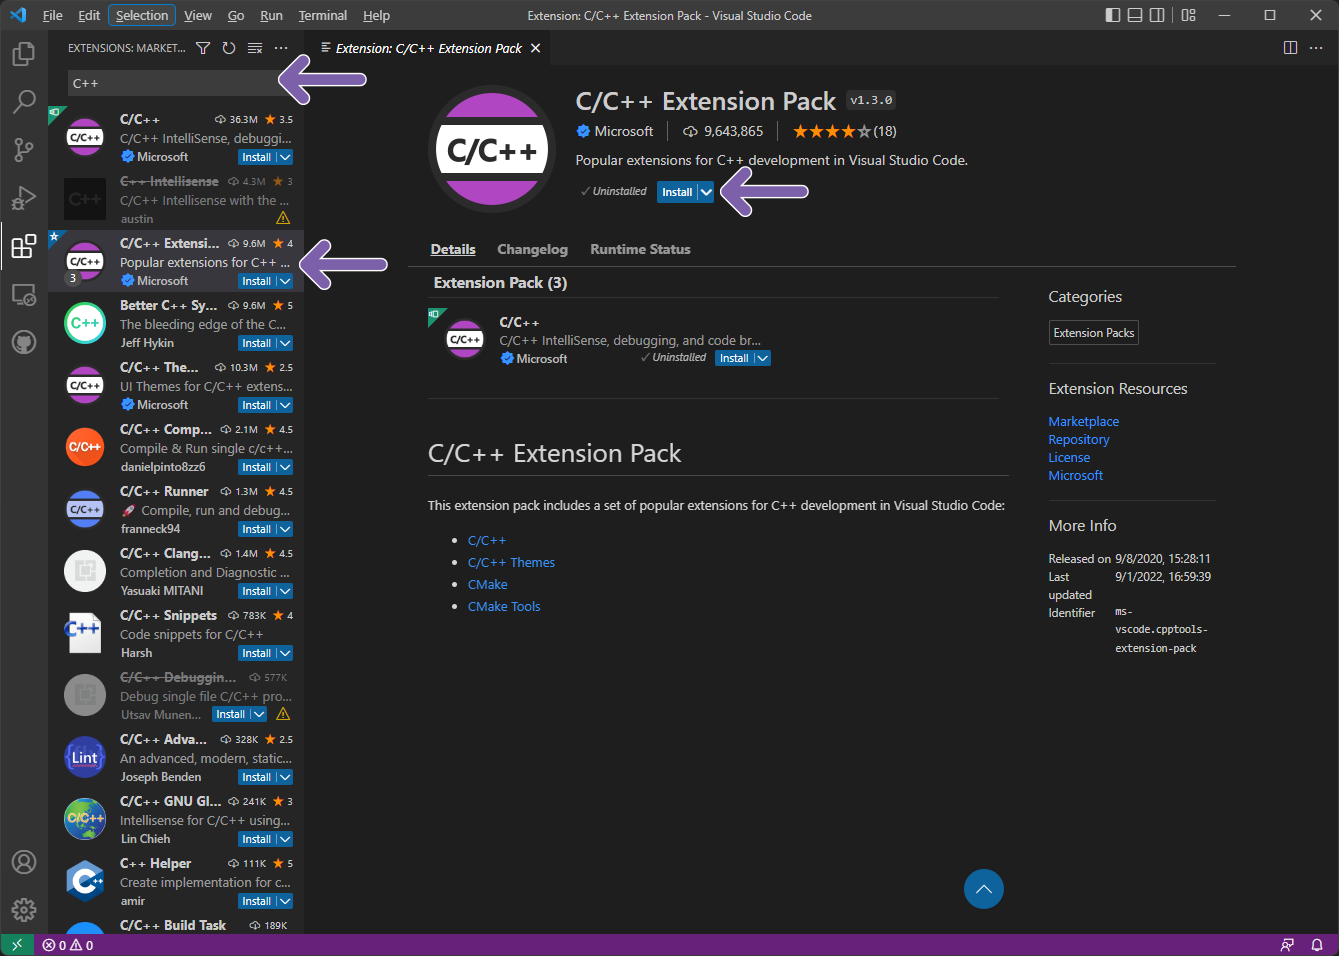 File Edit Selection View Go Run Terminal Help
Extension: C/C++ Extension Pack - Visual Studio Code
EXTENSIONS: MARKET...
Extension: C/C++ Extension Pack
C++
C/C++ 36.3M 3.5
C/C++ IntelliSense, debuggi...
Microsoft Install
C++ Intellisense 4.3M 3
C/C++ Intellisense with the ...
austin
C/C++ Extensi... 9.6M 4
Popular extensions for C++ ...
3
Microsoft Install
Better C++ Sy... 9.6M 5
The bleeding edge of the C...
Jeff Hykin Install
C/C++ The... 10.3M 2.5
UI Themes for C/C++ extens...
Microsoft Install
C/C++ Comp... 2.1M 4.5
Compile & Run single c/c++...
danielpinto8zz6 Install
C/C++ Runner 1.3M 4.5
🚀 Compile, run and debug...
franneck94 Install
C/C++ Clang... 1.4M 4.5
Completion and Diagnostic ...
Yasuaki MITANI Install
C/C++ Snippets 783K 4
Code snippets for C/C++
Harsh Install
C/C++ Debuggin... 577K
Debug single file C/C++ pro...
Utsav Munen... Install
C/C++ Adva... 328K 2.5
An advanced, modern, static...
Joseph Benden Install
C/C++ GNU Gl... 241K 3
Intellisense for C/C++ using...
Lin Chieh Install
C++ Helper 111K 5
Create implementation for c...
amir Install
C/C++ Build Task 189K
C/C++
C++
C/C++
C++
C/C++
C/C++
C/C++
C++
{Lint}
C/C++
C++
C/C++
C/C++ Extension Pack v1.3.0
Microsoft 9,643,865 (18)
Popular extensions for C++ development in Visual Studio Code.
Uninstalled Install
Details Changelog Runtime Status
Extension Pack (3)
C/C++
C/C++
C/C++ IntelliSense, debugging, and code br...
Microsoft Uninstalled Install
C/C++ Extension Pack
This extension pack includes a set of popular extensions for C++ development in Visual Studio Code:
C/C++
C/C++ Themes
CMake
CMake Tools
Categories
Extension Packs
Extension Resources
Marketplace
Repository
License
Microsoft
More Info
Released on 9/8/2020, 15:28:11
Last updated 9/1/2022, 16:59:39
Identifier ms-
vscode.cpptools-
extension-pack
0 0